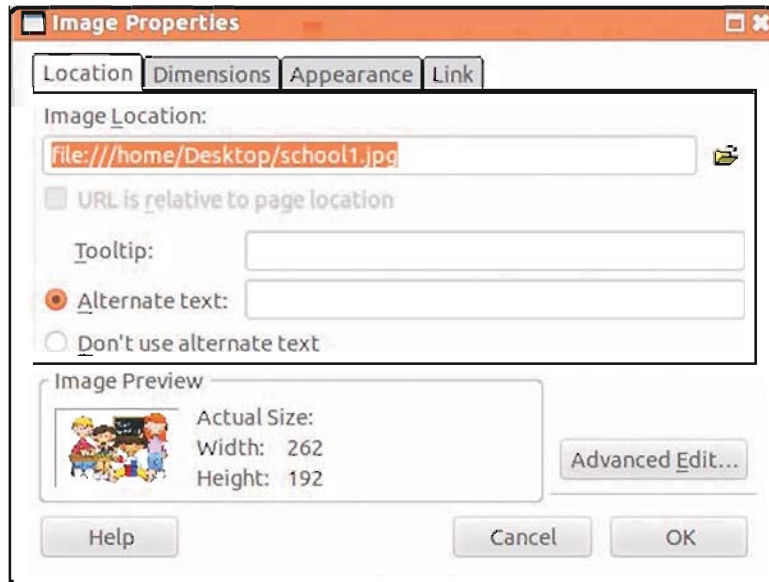 Image Properties
Location Dimensions Appearance Link
Image Location:
file:///home/Desktop/school1.jpg
URL is relative to page location
Tooltip:
Alternate text:
Don't use alternate text
Image Preview
Actual Size:
Width: 262
Height: 192
Advanced Edit...
Help Cancel OK